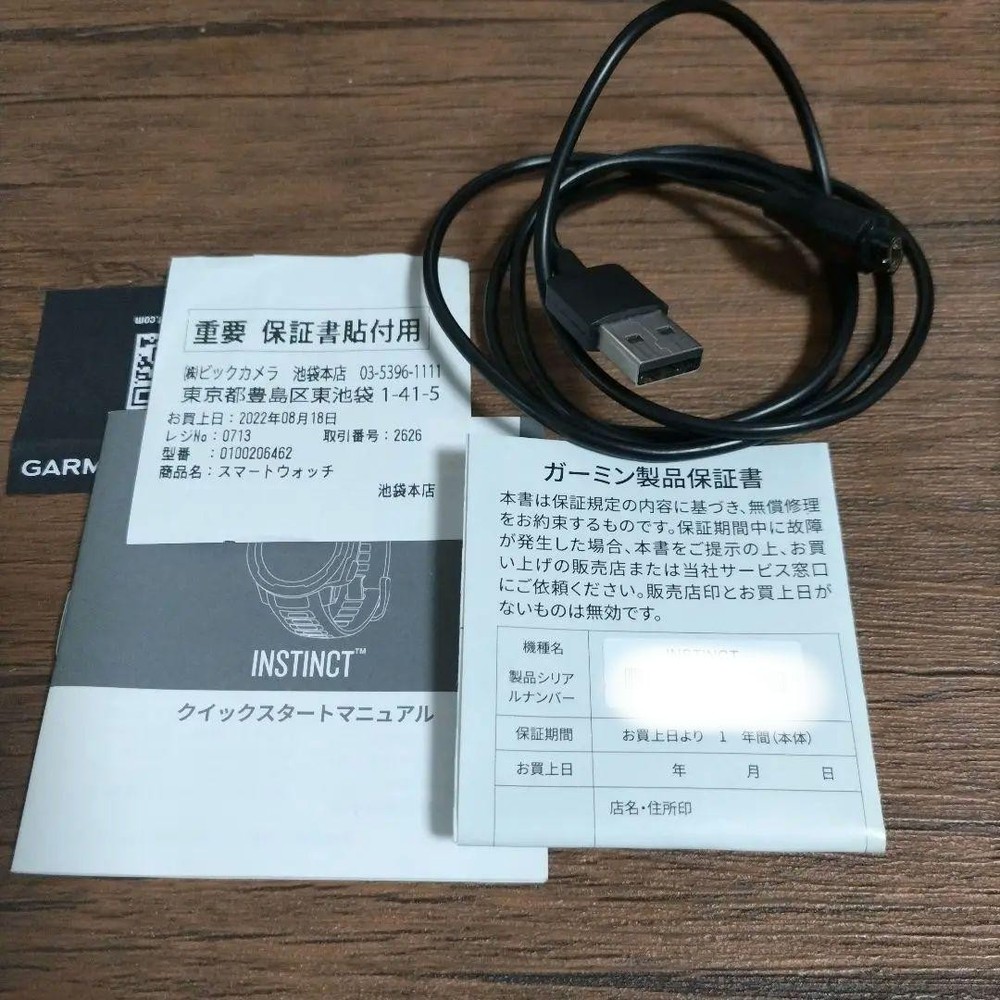 .com
GARM
重要 保証書貼付用
㈱ビックカメラ 池袋本店 03-5396-1111
東京都豊島区東池袋 1-41-5
お買上日：2022年08月18日
レジNo：0713 取引番号：2626
型番 ：0100206462
商品名：スマートウォッチ
池袋本店
INSTINCT™
クイックスタートマニュアル
ガーミン製品保証書
本書は保証規定の内容に基づき、無償修理
をお約束するものです。保証期間中に故障
が発生した場合、本書をご提示の上、お買
い上げの販売店または当社サービス窓口
にご依頼ください。販売店印とお買上日が
ないものは無効です。
機種名
製品シリア
ルナンバー
保証期間 お買上日より 1 年間(本体)
お買上日 年 月 日
店名・住所印